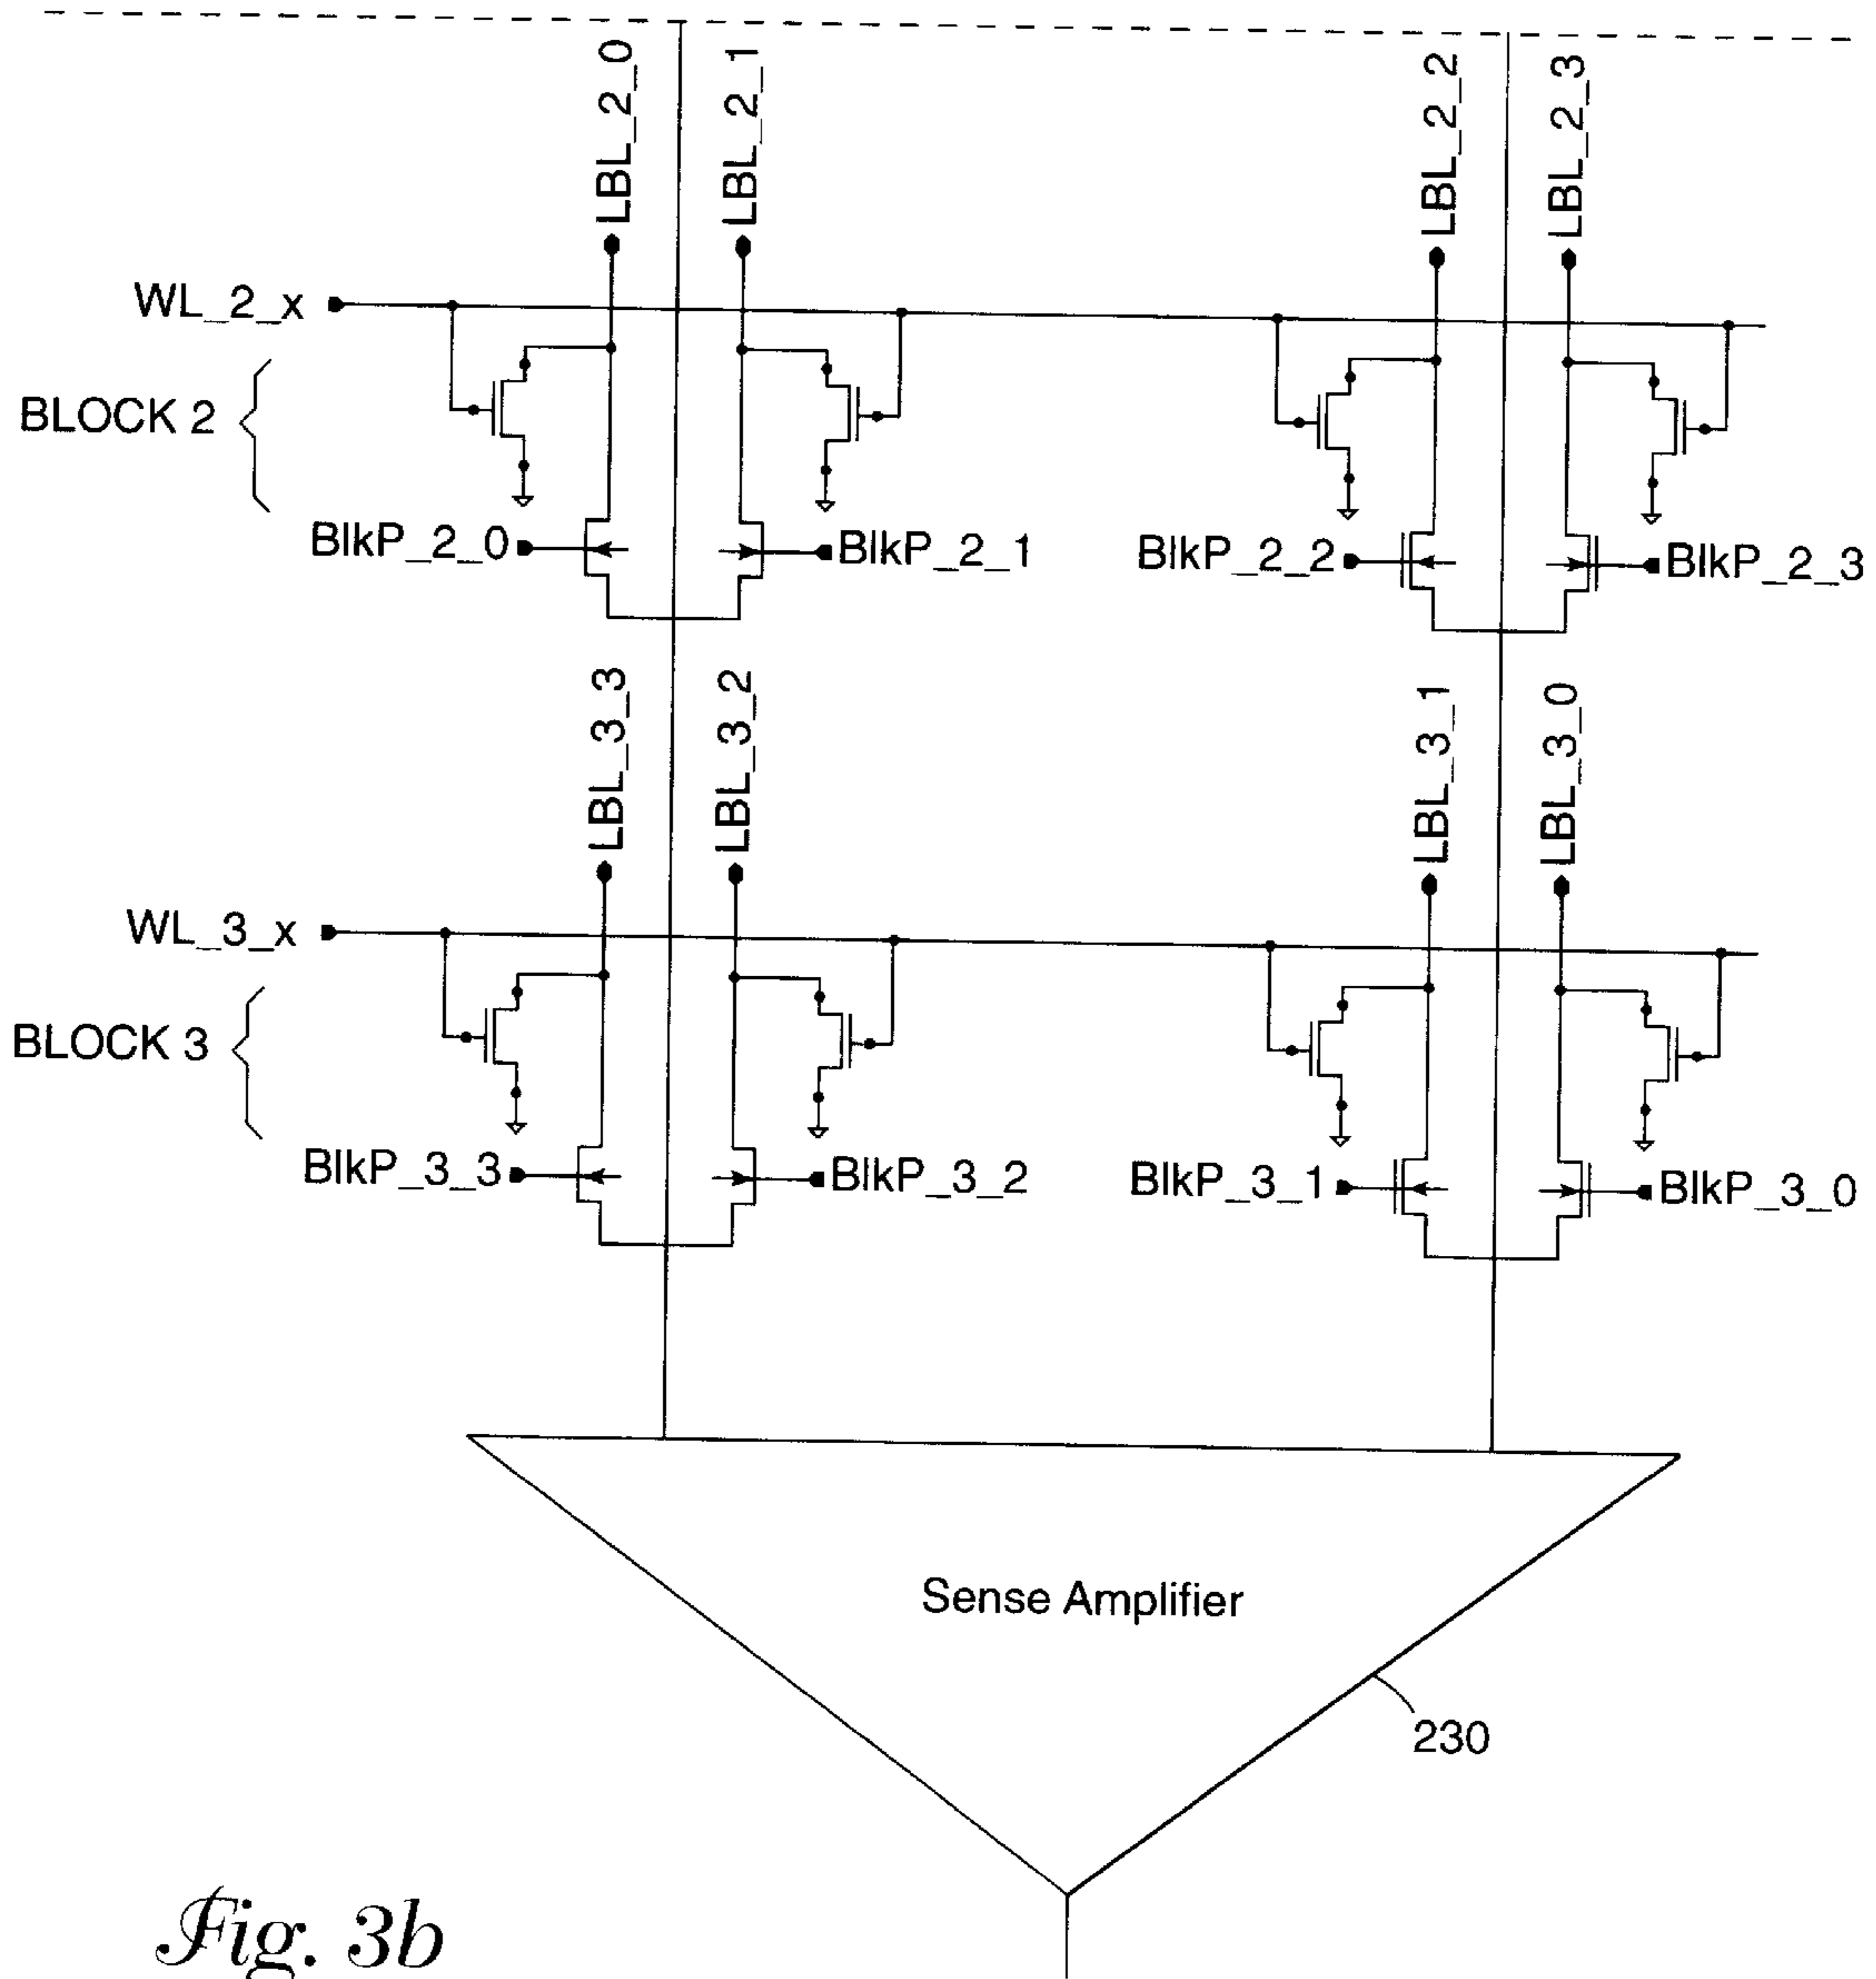 LBL_2_0
LBL_2_1
LBL_2_2
LBL_2_3
WL_2_x
BLOCK 2
BlkP_2_0
BlkP_2_1
BlkP_2_2
BlkP_2_3
LBL_3_3
LBL_3_2
LBL_3_1
LBL_3_0
WL_3_x
BLOCK 3
BlkP_3_3
BlkP_3_2
BlkP_3_1
BlkP_3_0
Sense Amplifier
230
Fig. 3b